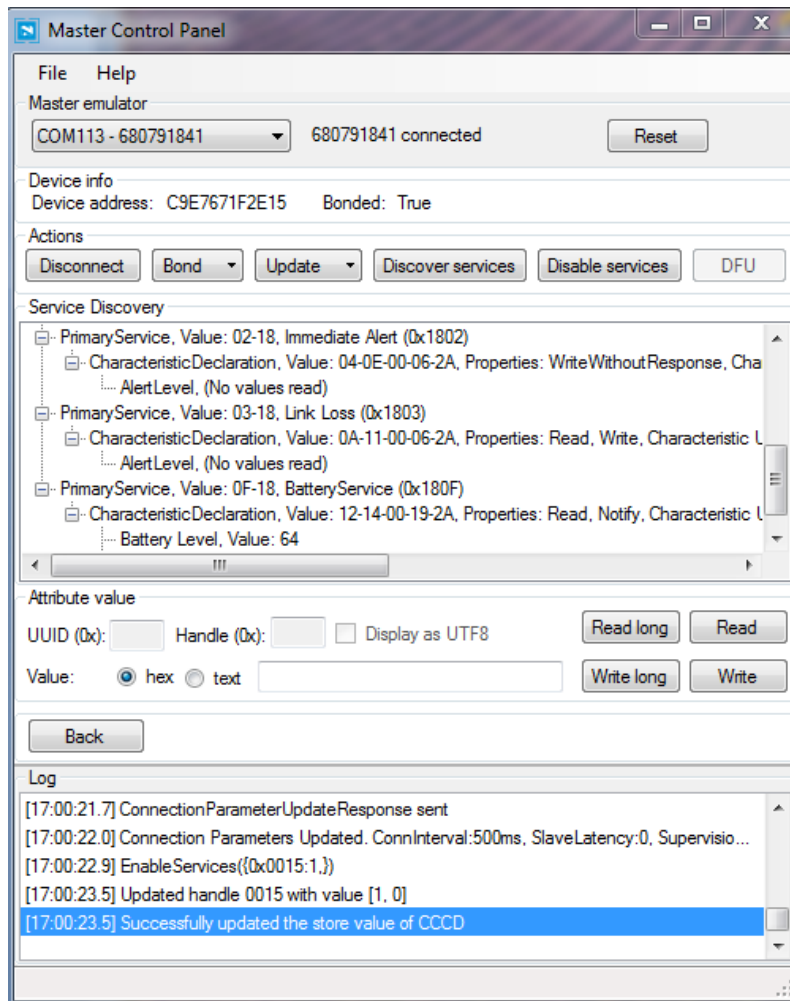 Master Control Panel
File Help
Master emulator
COM113 - 680791841 680791841 connected Reset
Device info
Device address: C9E7671F2E15 Bonded: True
Actions
Disconnect Bond Update Discover services Disable services DFU
Service Discovery
PrimaryService, Value: 02-18, Immediate Alert (0x1802)
CharacteristicDeclaration, Value: 04-0E-00-06-2A, Properties: WriteWithoutResponse, Cha
AlertLevel, (No values read)
PrimaryService, Value: 03-18, Link Loss (0x1803)
CharacteristicDeclaration, Value: 0A-11-00-06-2A, Properties: Read, Write, Characteristic U
AlertLevel, (No values read)
PrimaryService, Value: 0F-18, BatteryService (0x180F)
CharacteristicDeclaration, Value: 12-14-00-19-2A, Properties: Read, Notify, Characteristic U
Battery Level, Value: 64
Attribute value
UUID (0x): Handle (0x): Display as UTF8 Read long Read
Value: hex text Write long Write
Back
Log
[17:00:21.7] ConnectionParameterUpdateResponse sent
[17:00:22.0] Connection Parameters Updated. ConnInterval:500ms, SlaveLatency:0, Supervisio...
[17:00:22.9] EnableServices({0x0015:1,})
[17:00:23.5] Updated handle 0015 with value [1, 0]
[17:00:23.5] Successfully updated the store value of CCCD